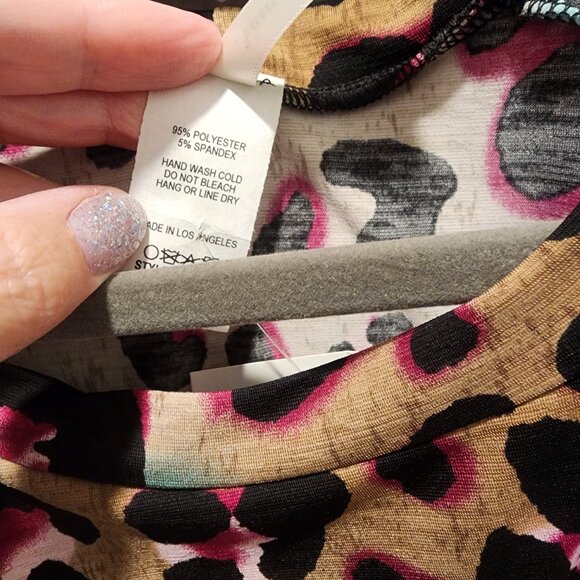 95% POLYESTER
5% SPANDEX
HAND WASH COLD
DO NOT BLEACH
HANG OR LINE DRY
ADE IN LOS ANGELES